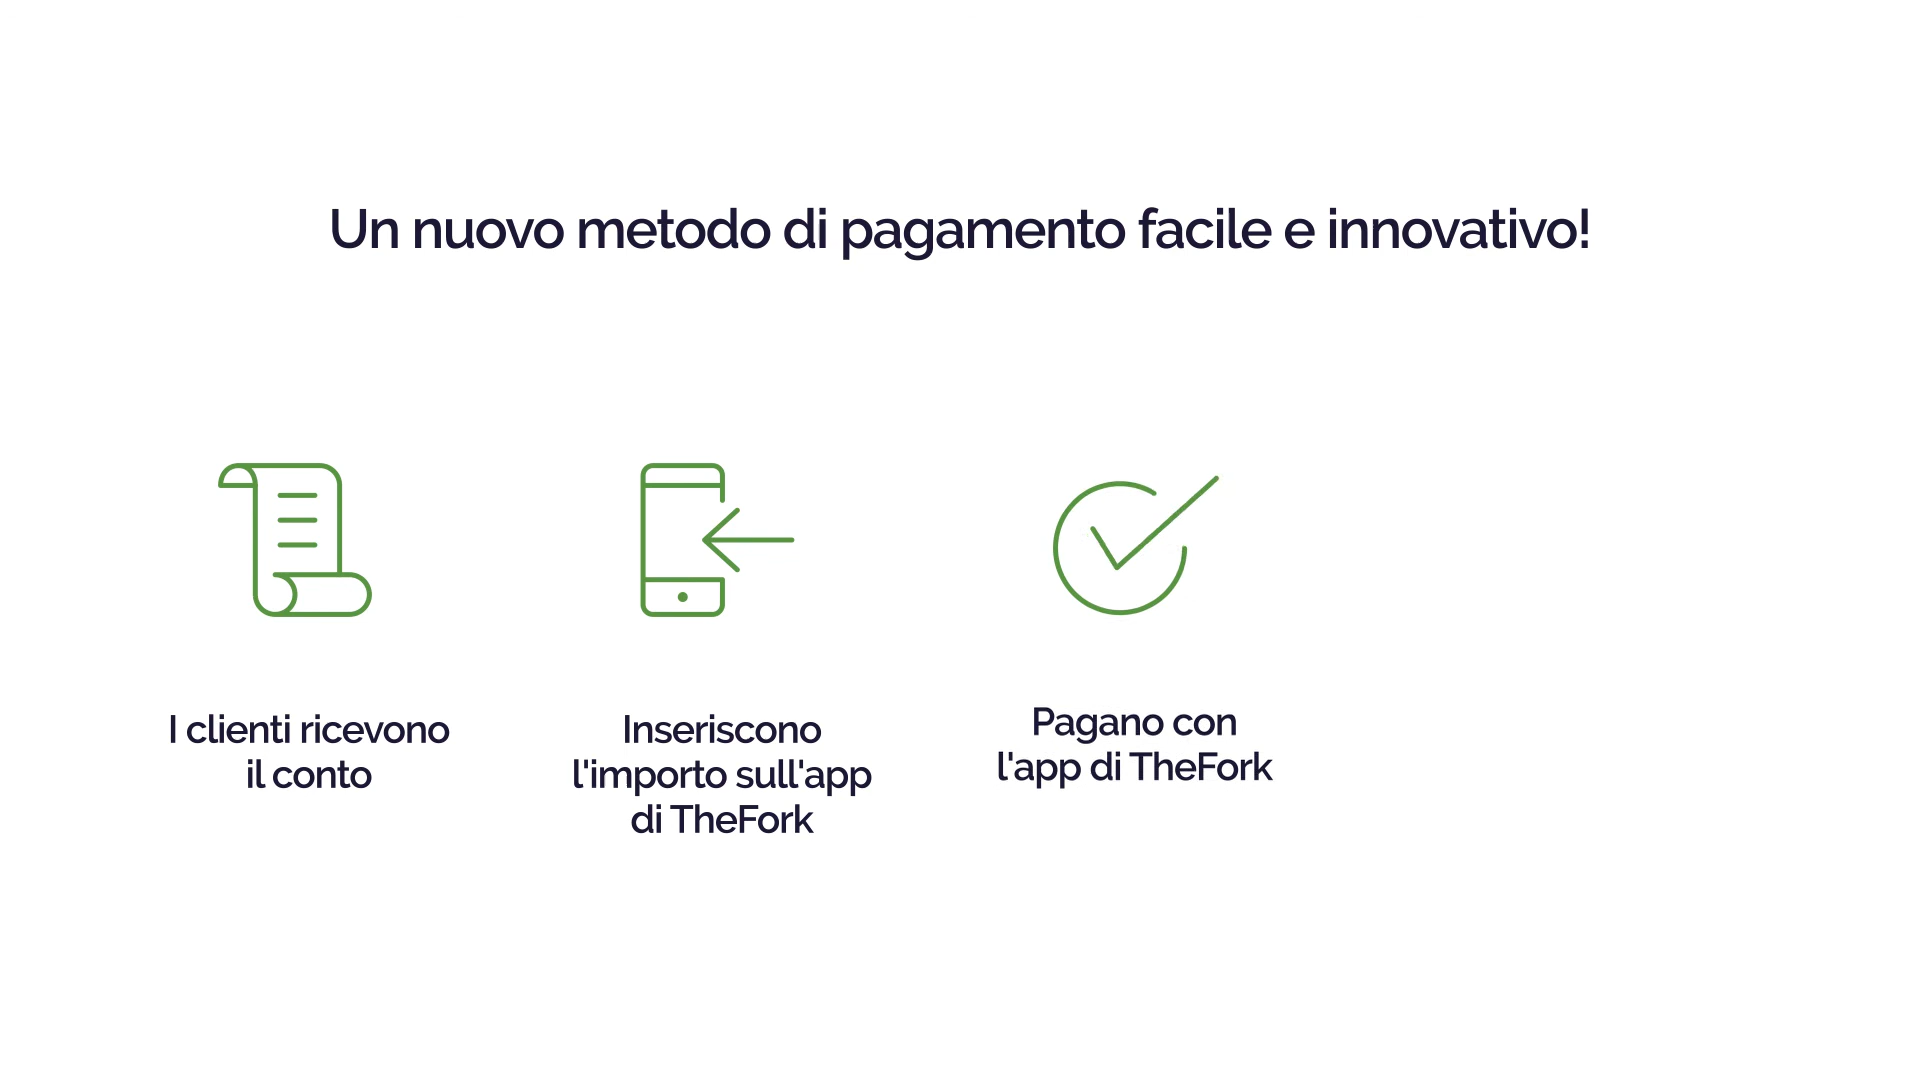 Un nuovo metodo di pagamento facile e innovativo!
I clienti ricevono
il conto
Inseriscono
l'importo sull'app
di TheFork
Pagano con
l'app di TheFork